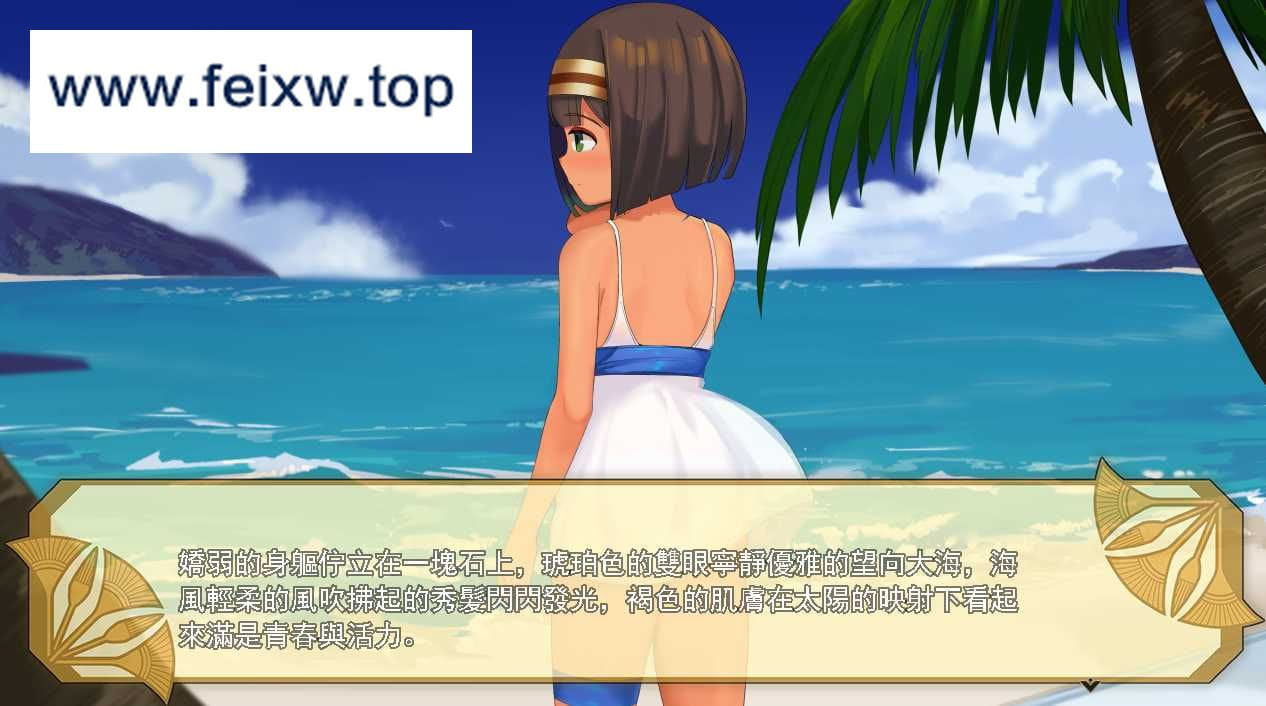 www.feixw.top
嬌弱的身軀佇立在一塊石上，琥珀色的雙眼寧靜優雅的望向大海，海
風輕柔的風吹拂起的秀髮閃閃發光，褐色的肌膚在太陽的映射下看起
來滿是青春與活力。